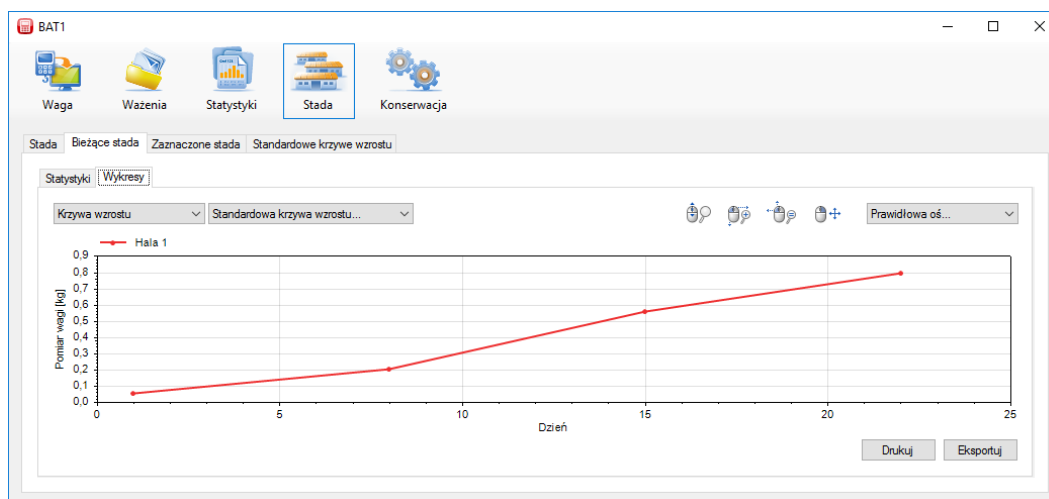 BAT1
Waga Ważenia Statystyki Stada Konserwacja
Stada Bieżące stada Zaznaczone stada Standardowe krzywe wzrostu
Statystyki Wykresy
Krzywa wzrostu Standardowa krzywa wzrostu... Prawidłowa oś...
Hala 1
0,9
0,8
0,7
0,6
0,5
0,4
0,3
0,2
0,1
0,0
Pomiar wagi [kg]
0 5 10 15 20 25
Dzień
Drukuj Eksportuj